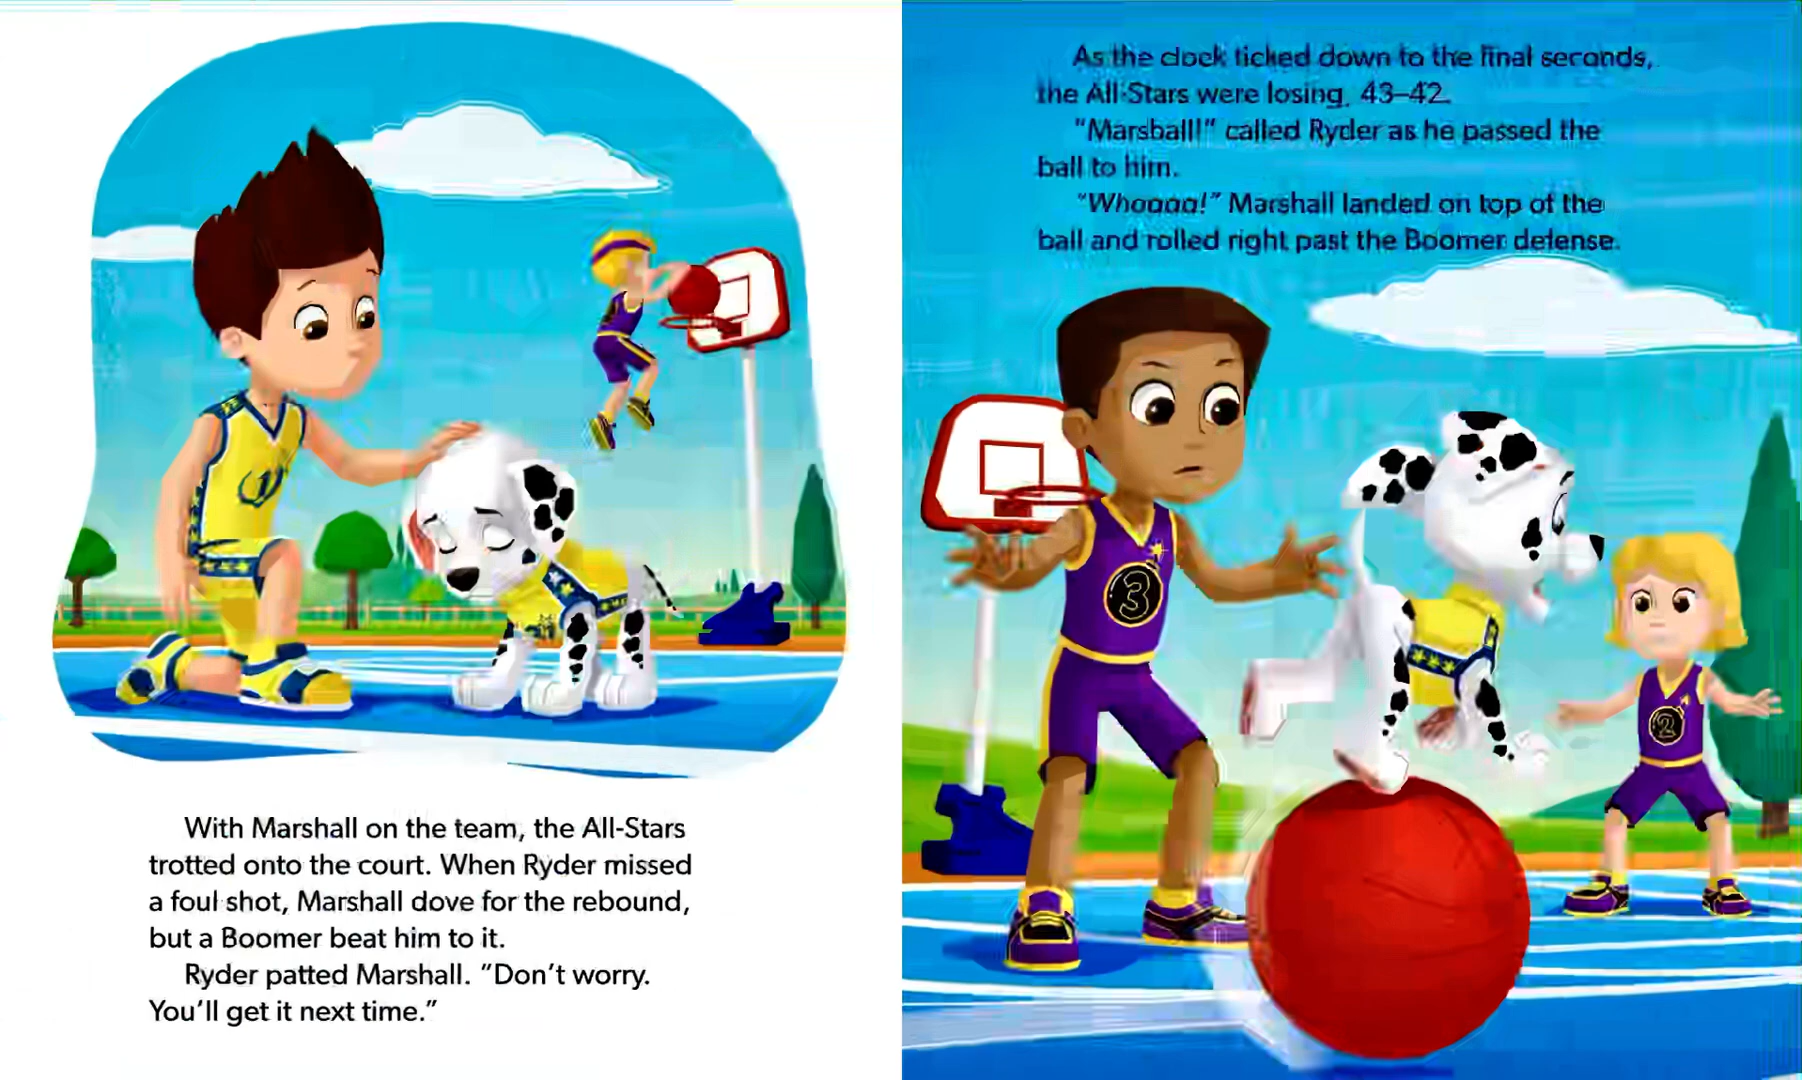 With Marshall on the team, the All-Stars
trotted onto the court. When Ryder missed
a foul shot, Marshall dove for the rebound,
but a Boomer beat him to it.
Ryder patted Marshall. “Don’t worry.
You’ll get it next time.”
As the clock ticked down to the final seconds,
the All-Stars were losing, 43–42.
“Marshall!” called Ryder as he passed the
ball to him.
“Whoaaa!” Marshall landed on top of the
ball and rolled right past the Boomer defense.
1
3
2